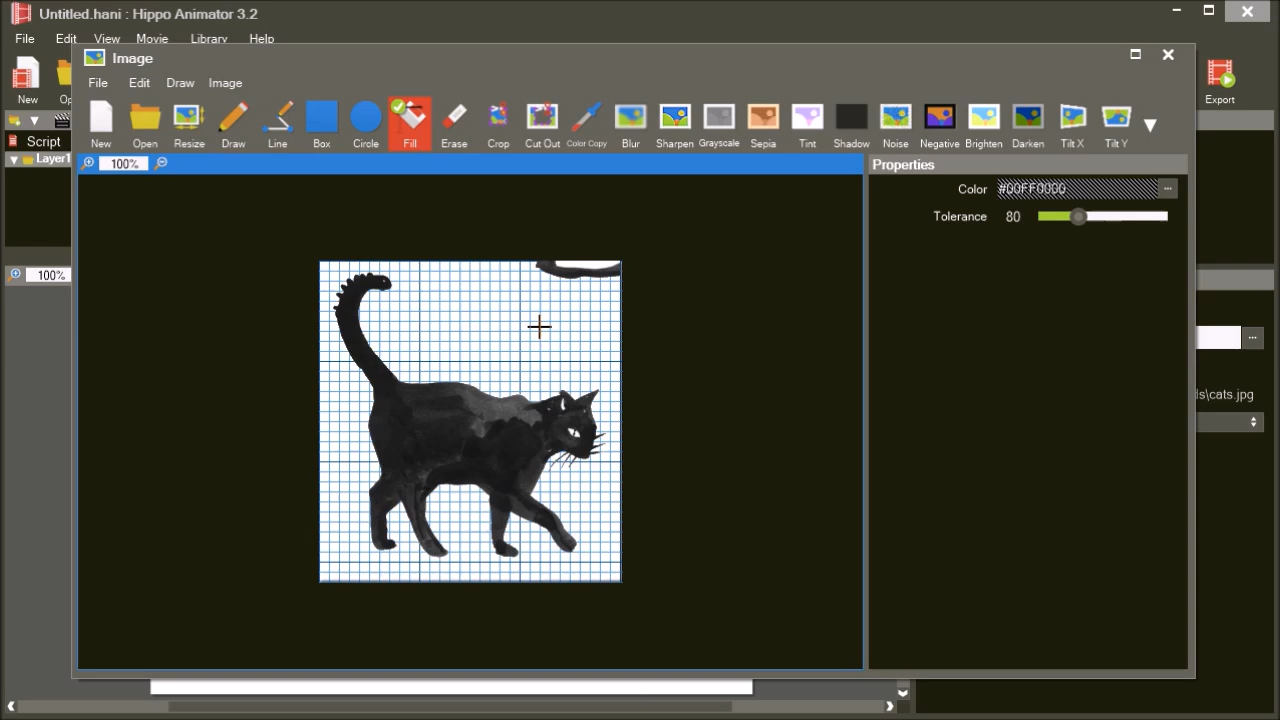 Untitled.hani : Hippo Animator 3.2
File Edit View Movie Library Help
Image
File Edit Draw Image
New Open Resize Draw Line Box Circle Fill Erase Crop Cut Out Color Copy Blur Sharpen Grayscale Sepia Tint Shadow Noise Negative Brighten Darken Tilt X Tilt Y
New
Export
Script
Layer1
100%
Properties
Color #00FF0000
Tolerance 80
100%
\cats.jpg